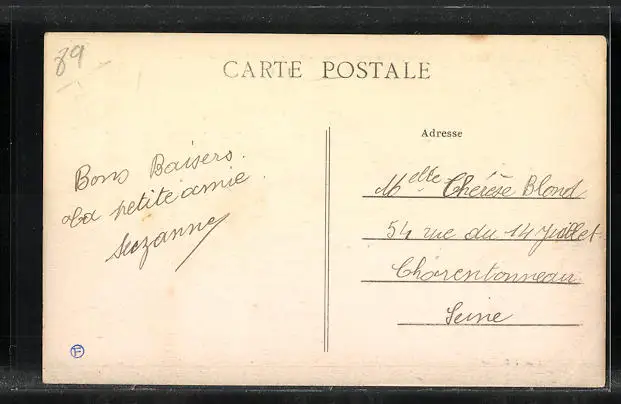 89
CARTE POSTALE
Adresse
Bons Baisers.
ta petite amie.
Suzanne
Melle Thérèse Blond
54 rue du 14 Juillet
Charentonneau
Seine
F